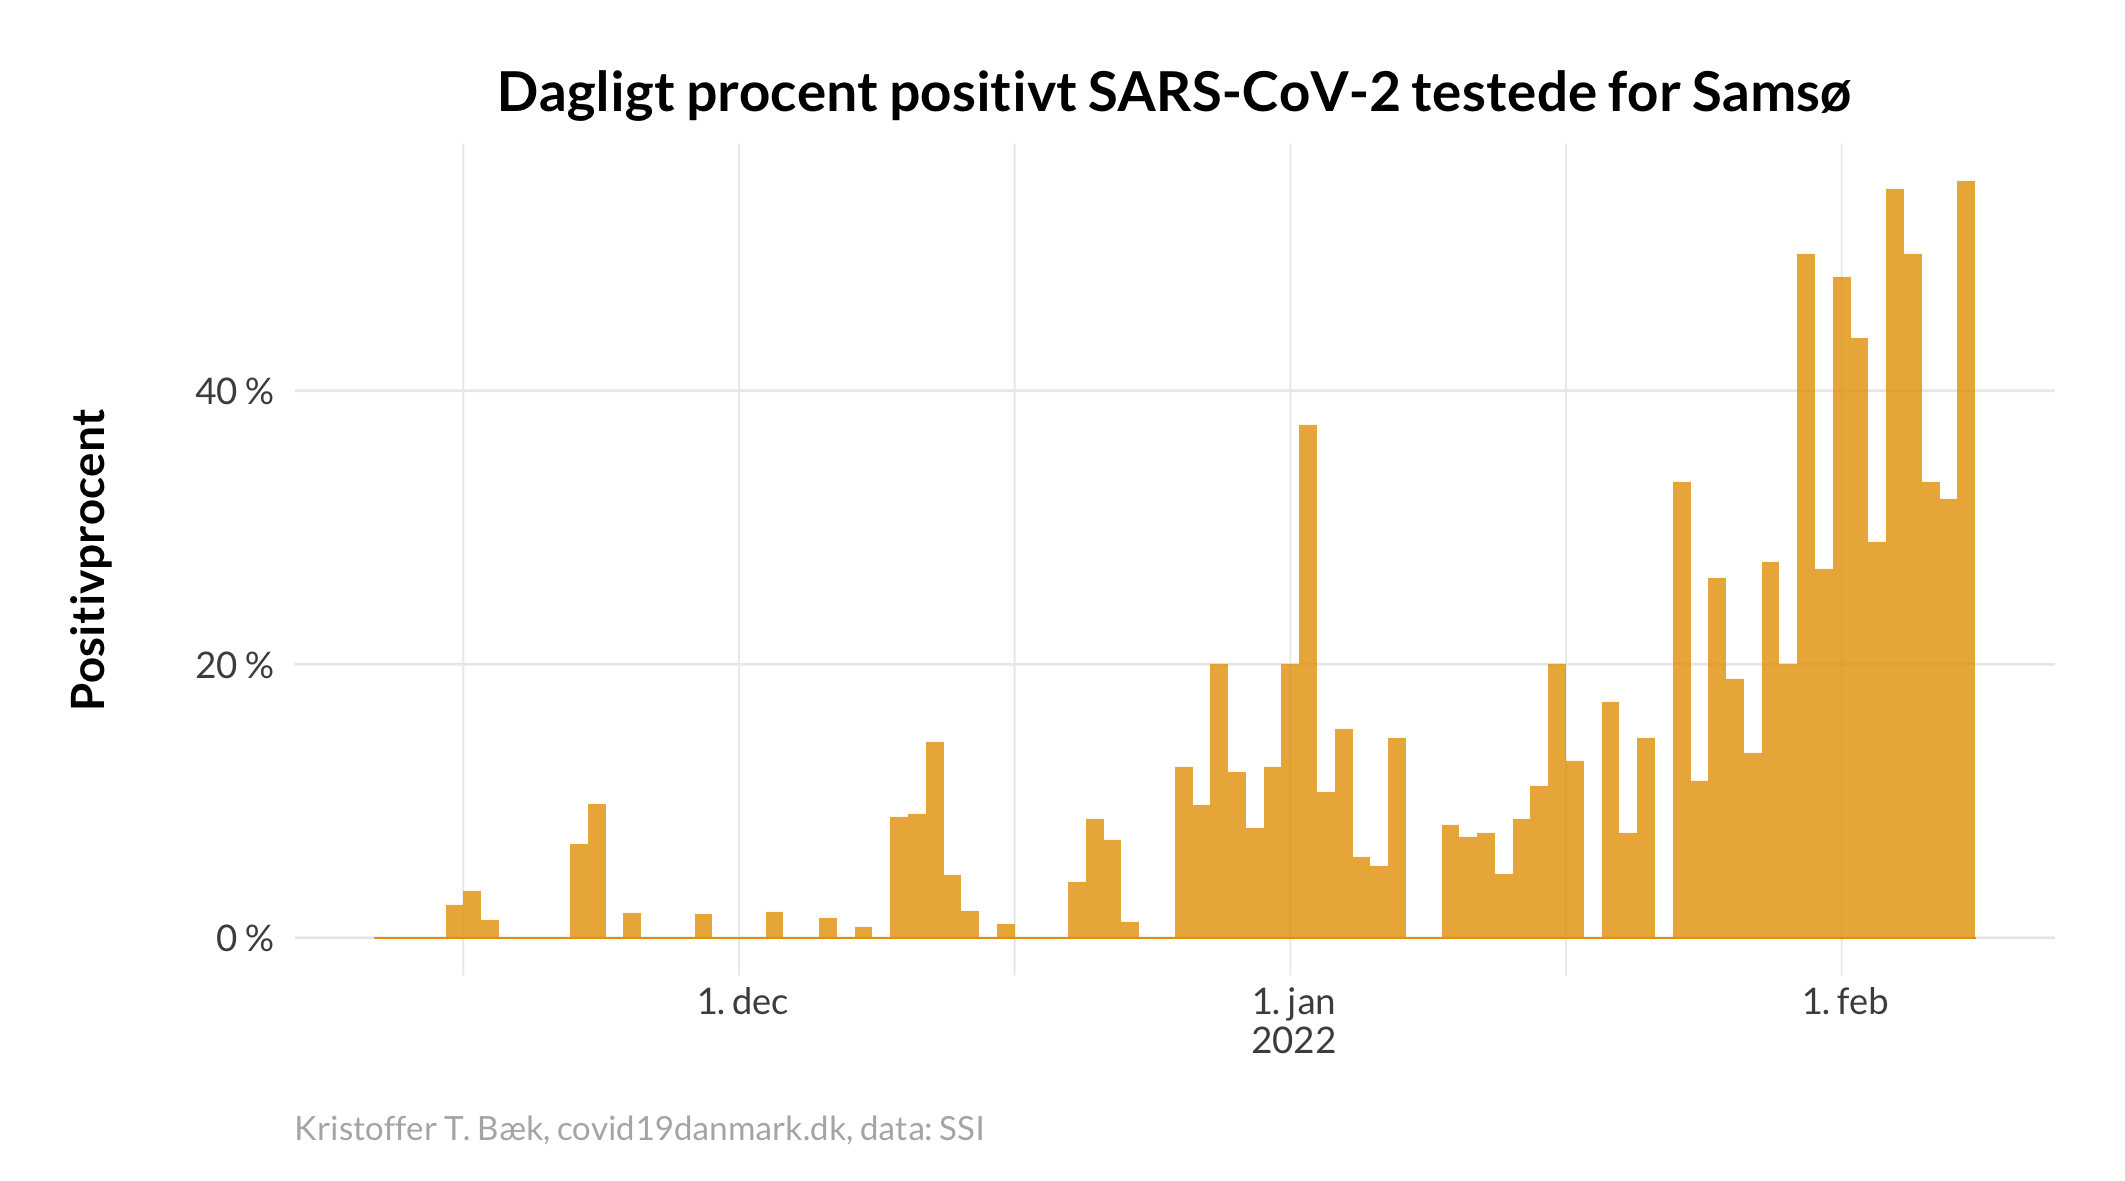 Dagligt procent positivt SARS-CoV-2 testede for Samsø
Positivprocent
40 %
20 %
0 %
1. dec
1. jan
2022
1. feb
Kristoffer T. Bæk, covid19danmark.dk, data: SSI